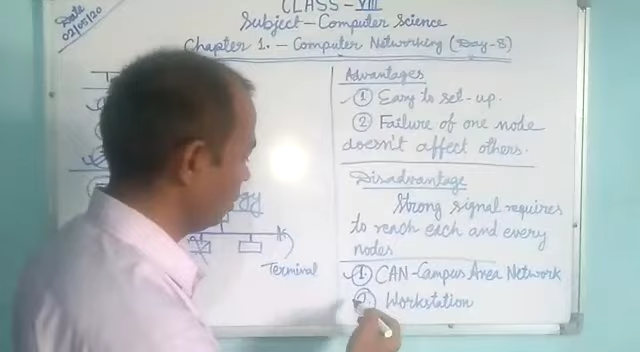 Date
02/05/20
CLASS - VIII
Subject - Computer Science
Chapter 1. - Computer Networking (Day-8)
Terminal
Advantages
① Easy to set-up.
② Failure of one node
doesn't affect others.
Disadvantage
Strong signal requires
to reach each and every
nodes
①. CAN-Campus Area Network
②. Workstation